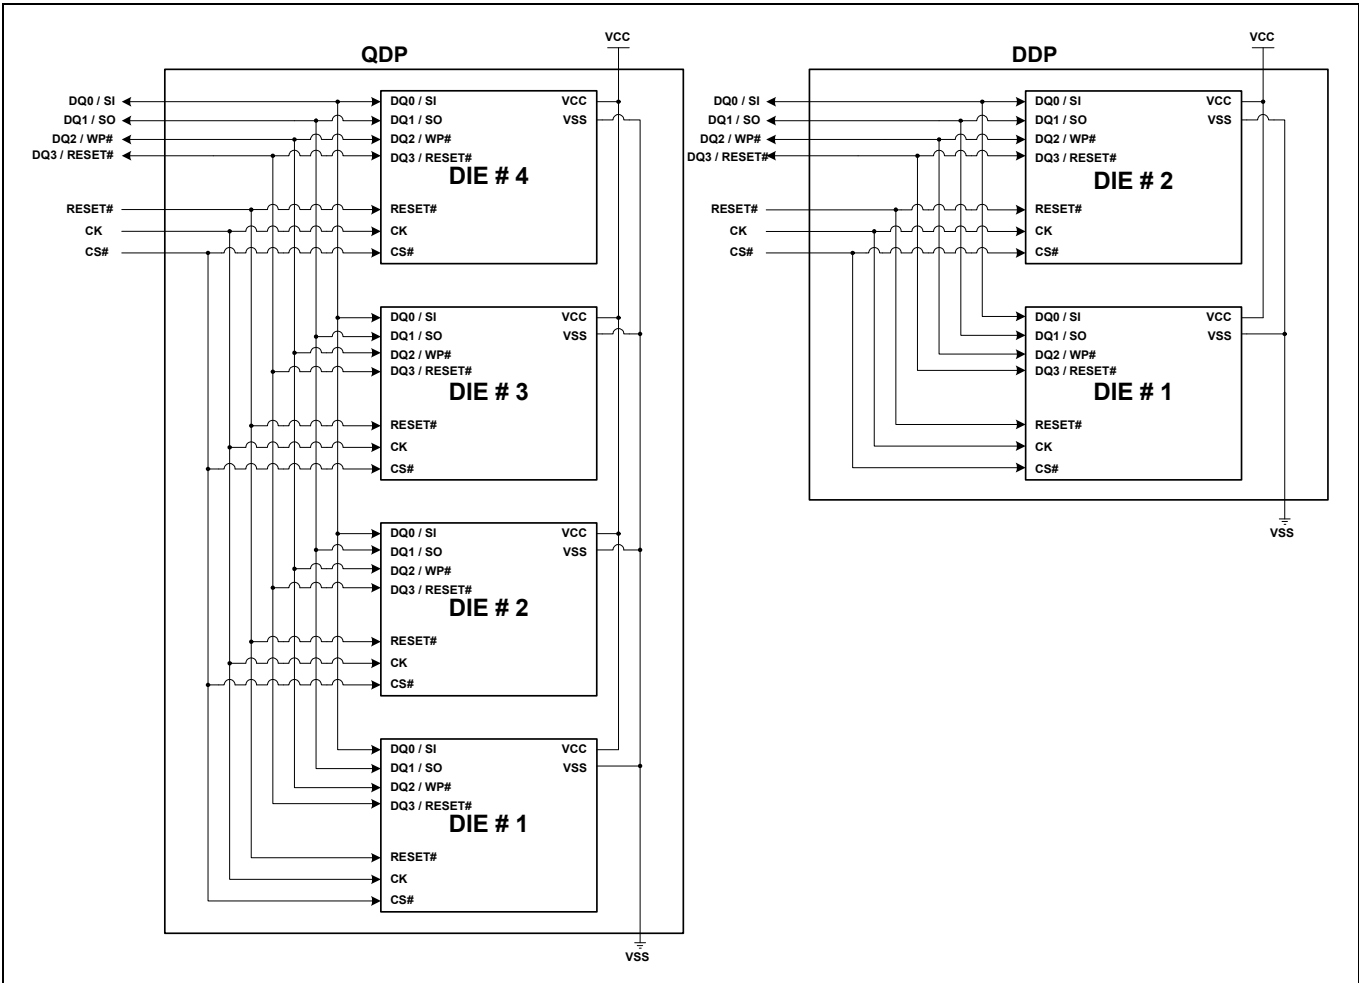 QDP
VCC
DQ0 / SI
DQ1 / SO
DQ2 / WP#
DQ3 / RESET#
RESET#
CK
CS#
DQ0 / SI
DQ1 / SO
DQ2 / WP#
DQ3 / RESET#
DIE # 4
RESET#
CK
CS#
VCC
VSS
DQ0 / SI
DQ1 / SO
DQ2 / WP#
DQ3 / RESET#
DIE # 3
RESET#
CK
CS#
VCC
VSS
DQ0 / SI
DQ1 / SO
DQ2 / WP#
DQ3 / RESET#
DIE # 2
RESET#
CK
CS#
VCC
VSS
DQ0 / SI
DQ1 / SO
DQ2 / WP#
DQ3 / RESET#
DIE # 1
RESET#
CK
CS#
VCC
VSS
VSS
DDP
VCC
DQ0 / SI
DQ1 / SO
DQ2 / WP#
DQ3 / RESET#
RESET#
CK
CS#
DQ0 / SI
DQ1 / SO
DQ2 / WP#
DQ3 / RESET#
DIE # 2
RESET#
CK
CS#
VCC
VSS
DQ0 / SI
DQ1 / SO
DQ2 / WP#
DQ3 / RESET#
DIE # 1
RESET#
CK
CS#
VCC
VSS
VSS